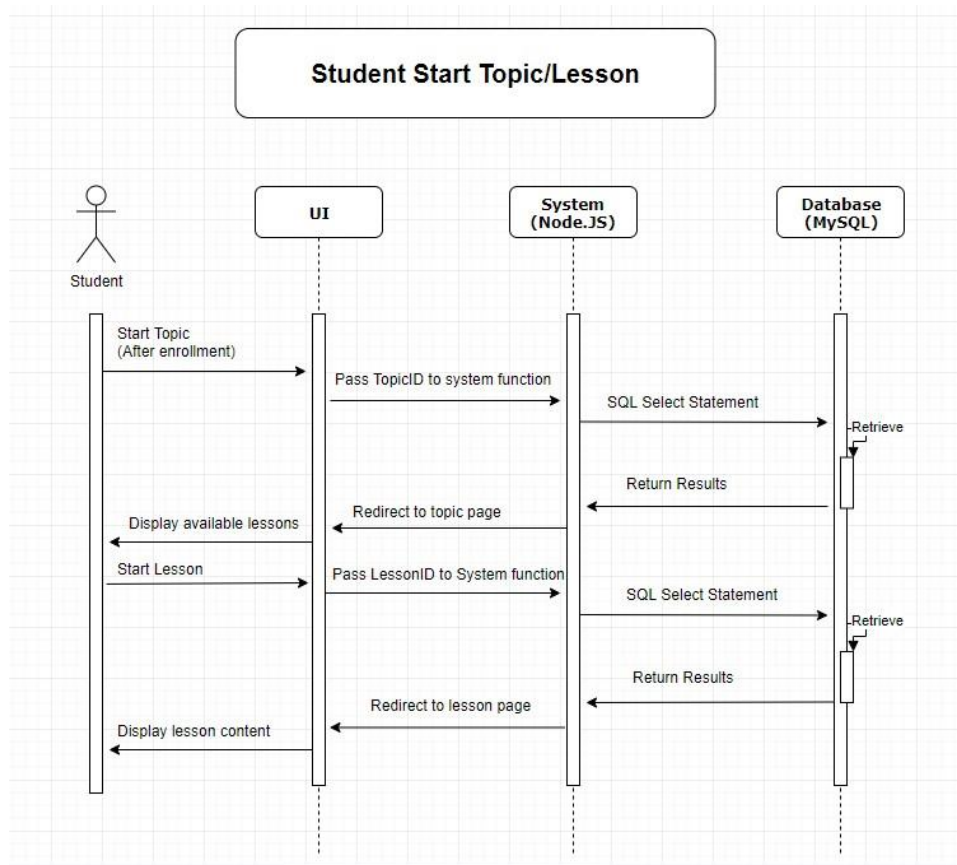 Student Start Topic/Lesson
UI
System
(Node.JS)
Database
(MySQL)
Student
Start Topic
(After enrollment)
Pass TopicID to system function
SQL Select Statement
Retrieve
Return Results
Redirect to topic page
Display available lessons
Start Lesson
Pass LessonID to System function
SQL Select Statement
Retrieve
Return Results
Redirect to lesson page
Display lesson content